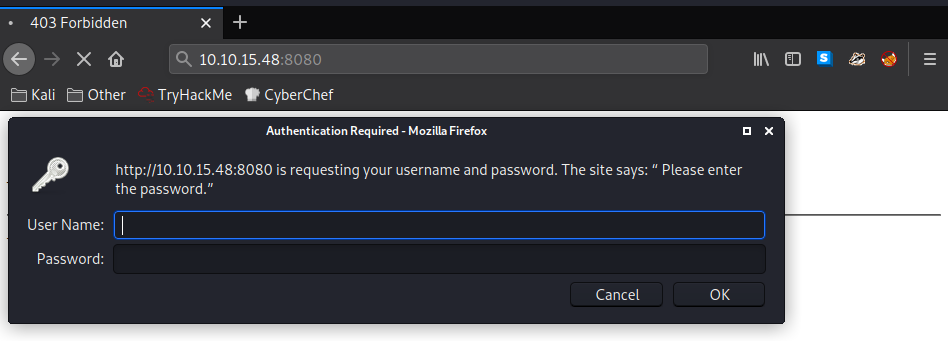 403 Forbidden
10.10.15.48:8080
Kali Other TryHackMe CyberChef
Authentication Required - Mozilla Firefox
http://10.10.15.48:8080 is requesting your username and password. The site says: “ Please enter
the password.”
User Name:
Password:
Cancel OK